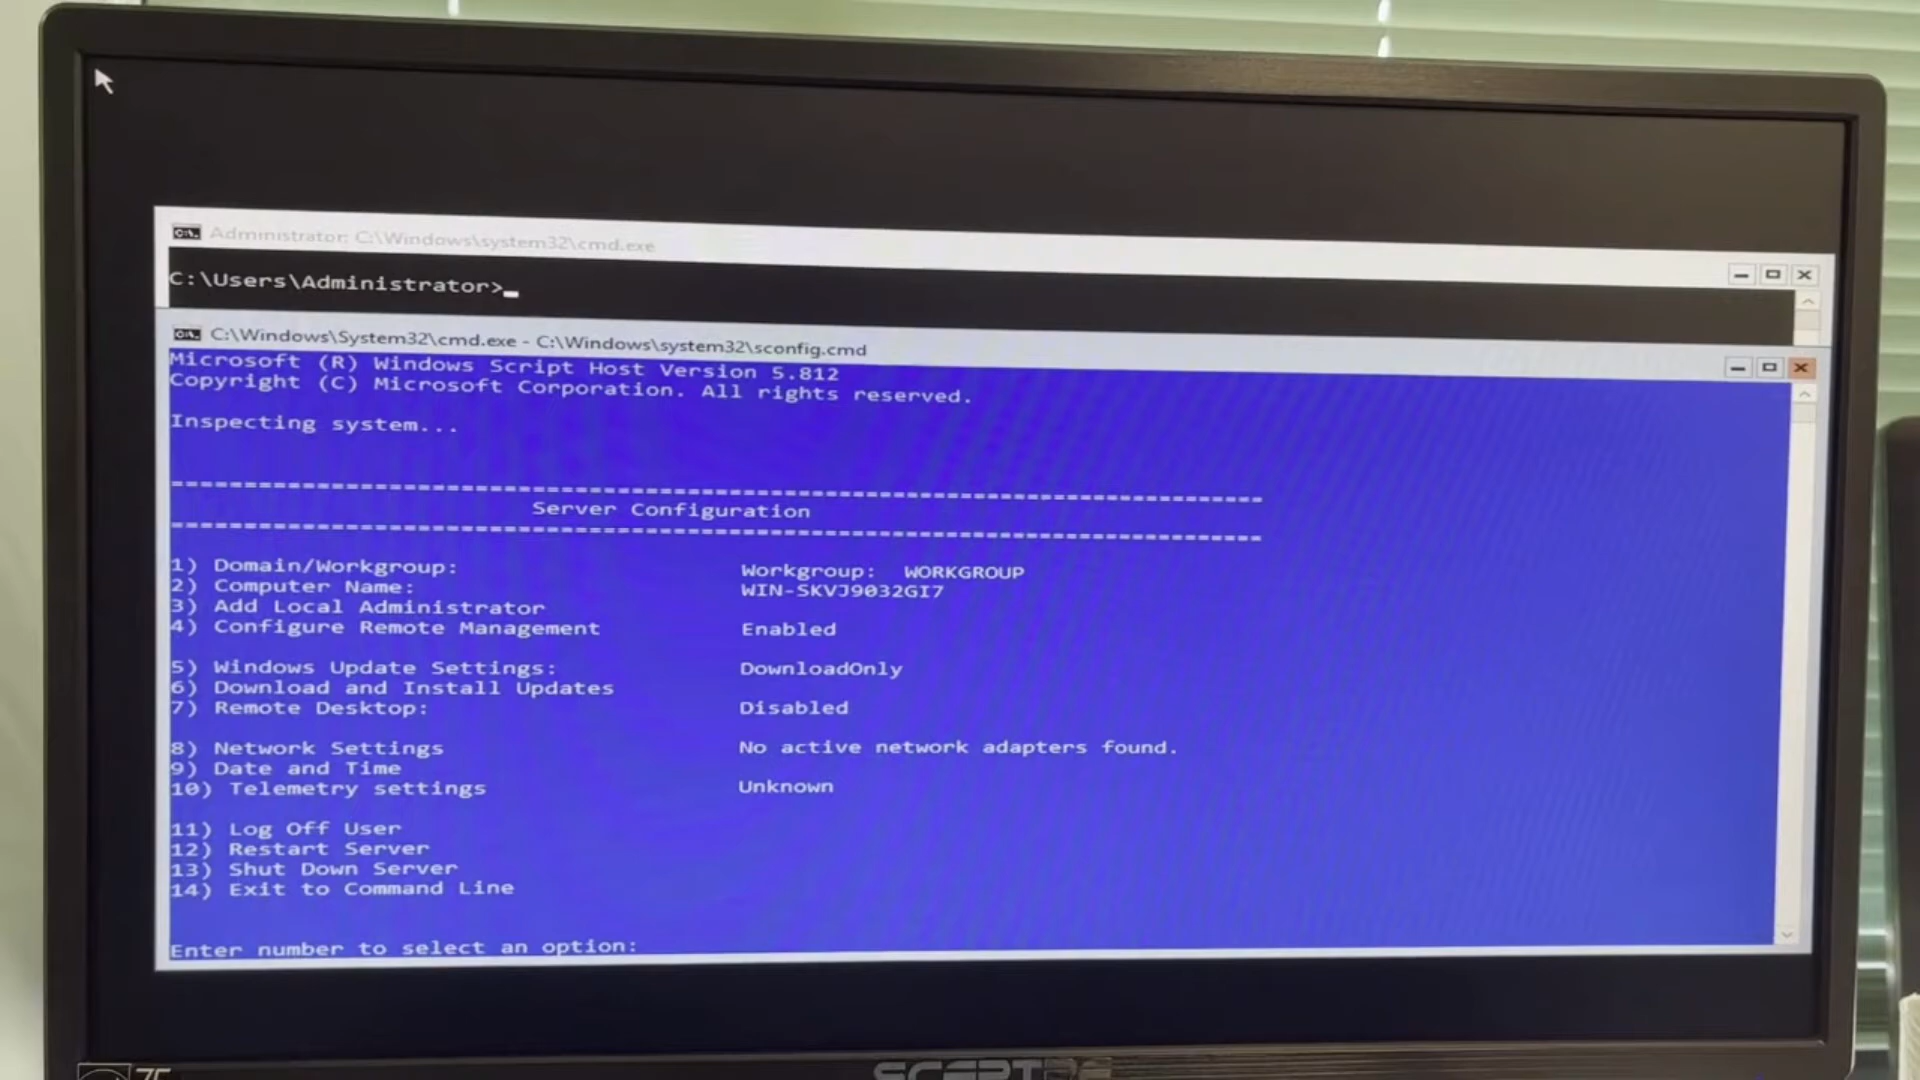 Administrator: C:\Windows\system32\cmd.exe
C:\Users\Administrator>
C:\Windows\System32\cmd.exe - C:\Windows\system32\sconfig.cmd
Microsoft (R) Windows Script Host Version 5.812
Copyright (C) Microsoft Corporation. All rights reserved.
Inspecting system...
===============================================================================
Server Configuration
===============================================================================
1) Domain/Workgroup: Workgroup: WORKGROUP
2) Computer Name: WIN-SKVJ9032GI7
3) Add Local Administrator
4) Configure Remote Management Enabled
5) Windows Update Settings: DownloadOnly
6) Download and Install Updates
7) Remote Desktop: Disabled
8) Network Settings No active network adapters found.
9) Date and Time
10) Telemetry settings Unknown
11) Log Off User
12) Restart Server
13) Shut Down Server
14) Exit to Command Line
Enter number to select an option:
75
SCEPTRE